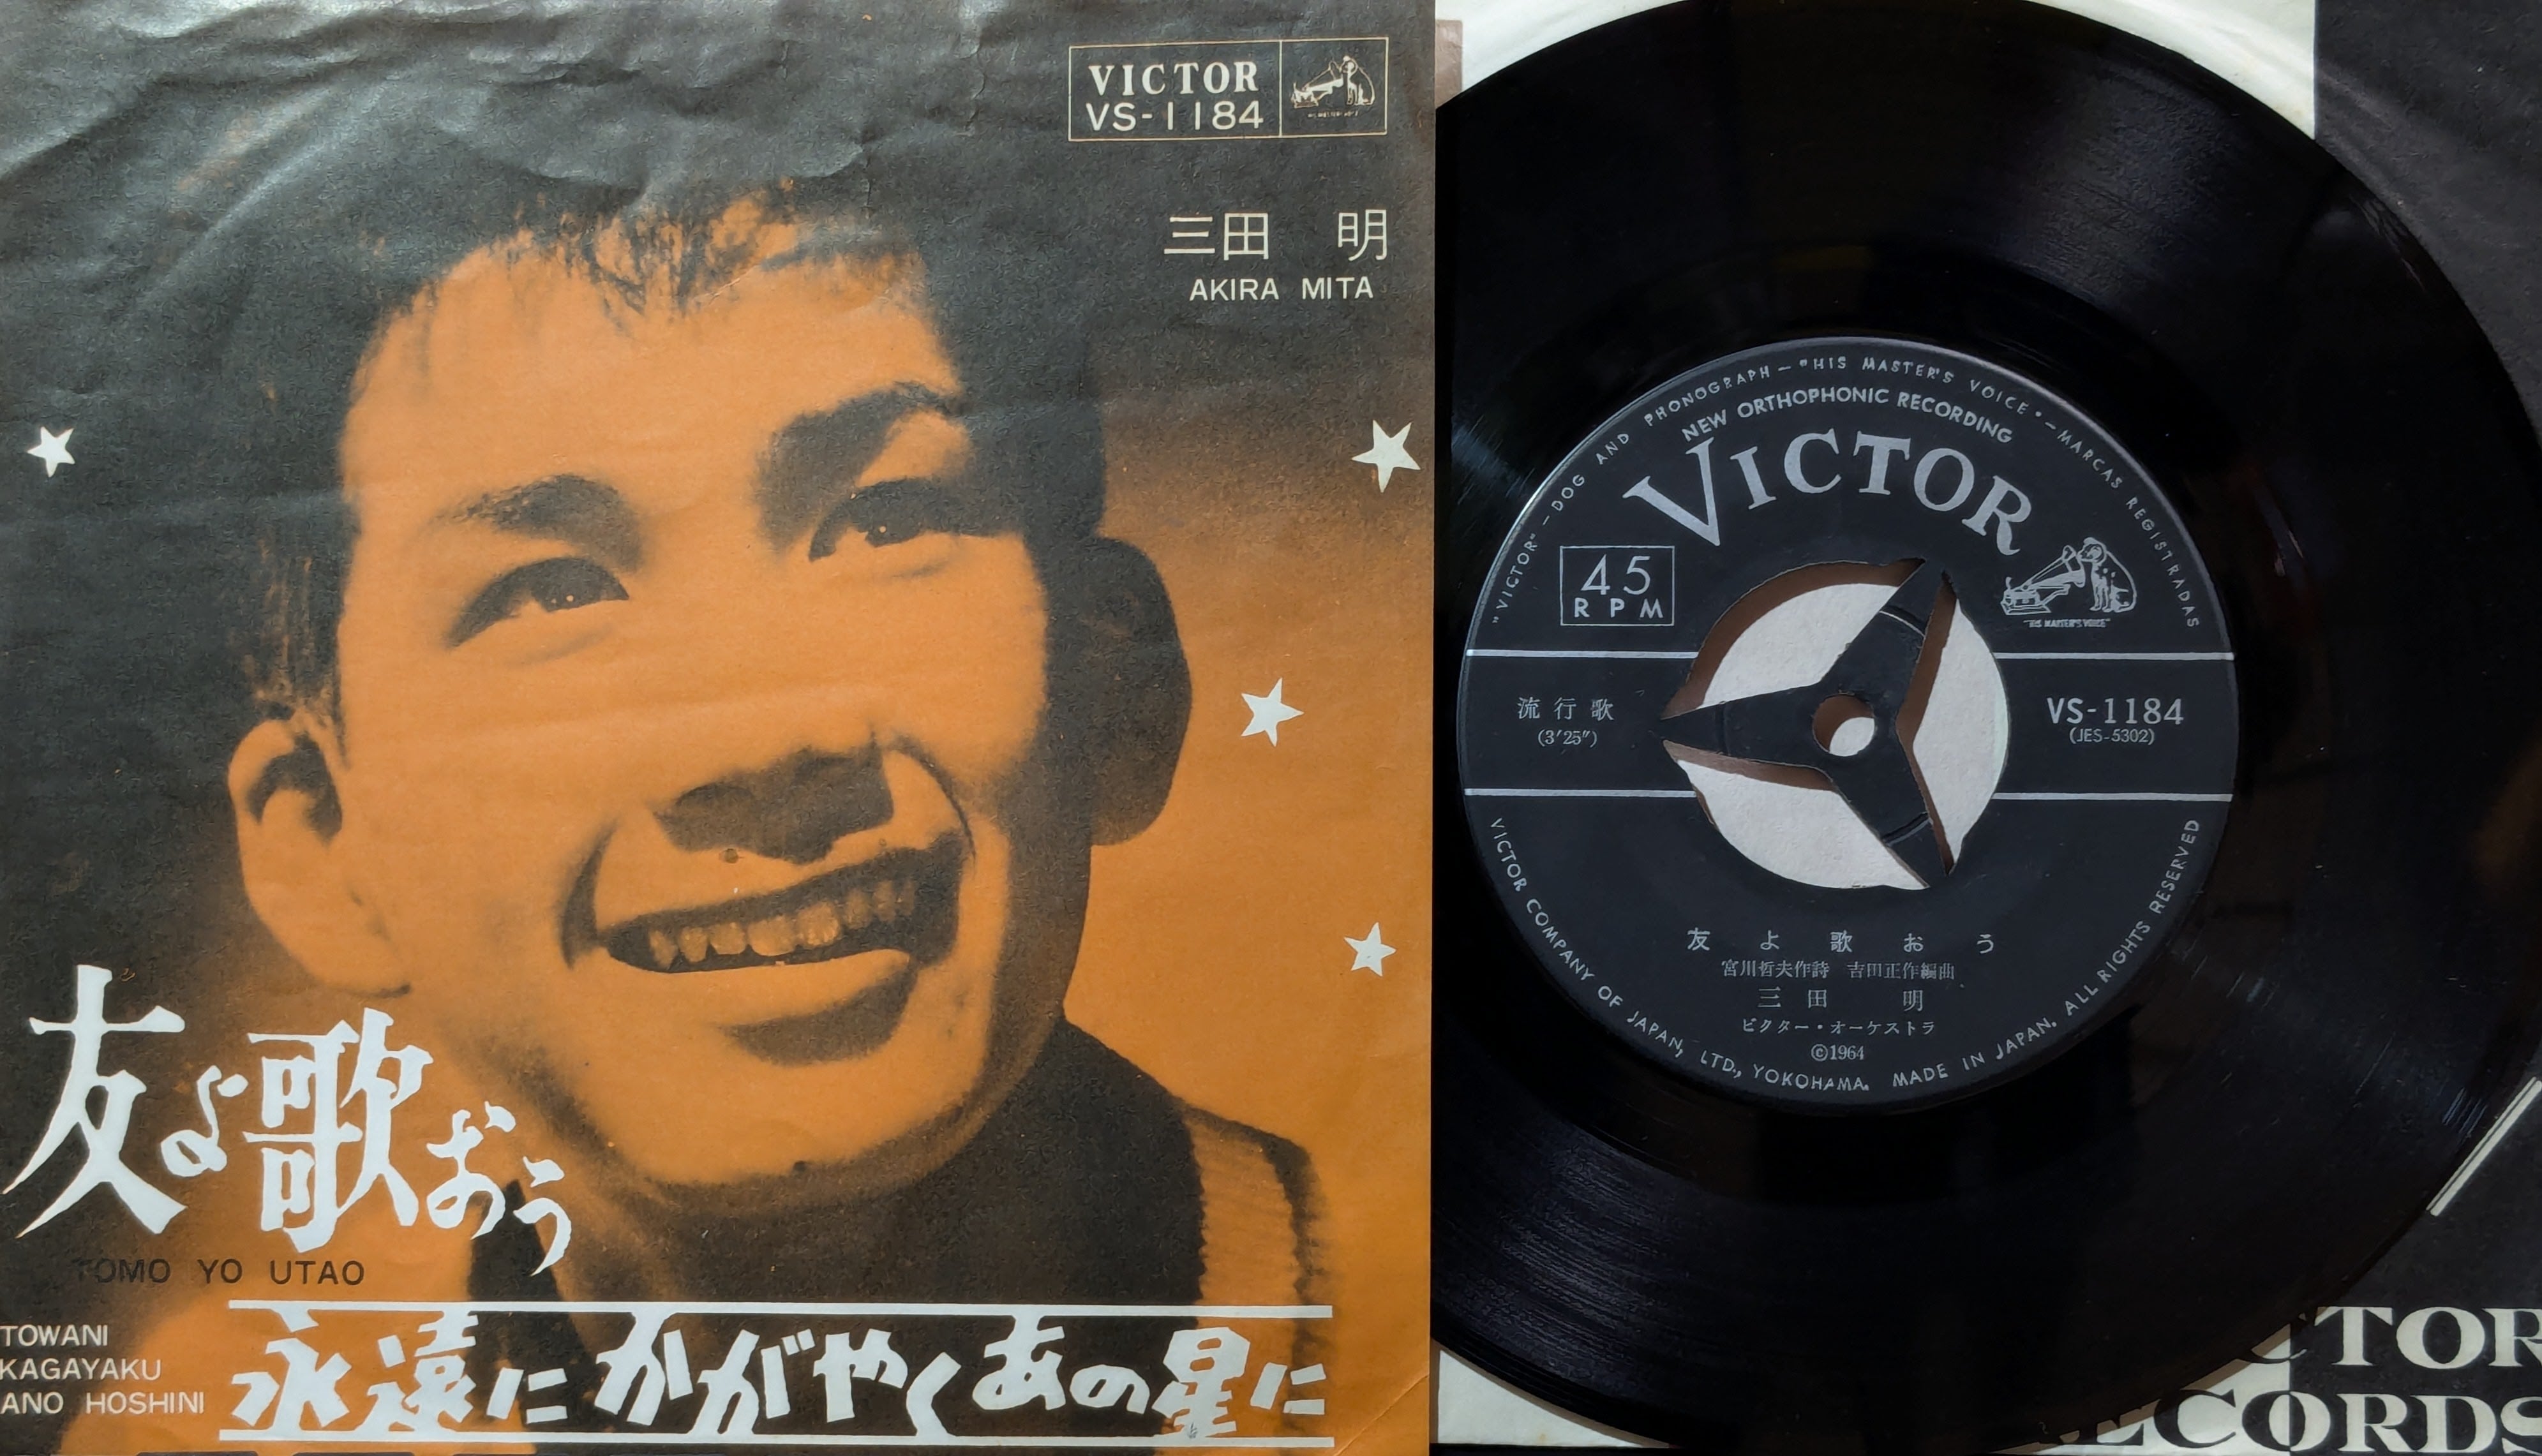 VICTOR
VS-1184
"HIS MASTER'S VOICE"
三田 明
AKIRA MITA
友よ歌おう
TOMO YO UTAO
TOWANI
KAGAYAKU
ANO HOSHINI
永遠にかがやくあの星に
"VICTOR" — DOG AND PHONOGRAPH — "HIS MASTER'S VOICE" — MARCAS REGISTRADAS
NEW ORTHOPHONIC RECORDING
VICTOR
45
RPM
"HIS MASTER'S VOICE"
流行歌
(3'25")
VS-1184
(JES-5302)
友よ歌おう
宮川哲夫作詩 吉田正作編曲
三田 明
ビクター・オーケストラ
©1964
VICTOR COMPANY OF JAPAN, LTD., YOKOHAMA. MADE IN JAPAN. ALL RIGHTS RESERVED
CTOR
ECORDS